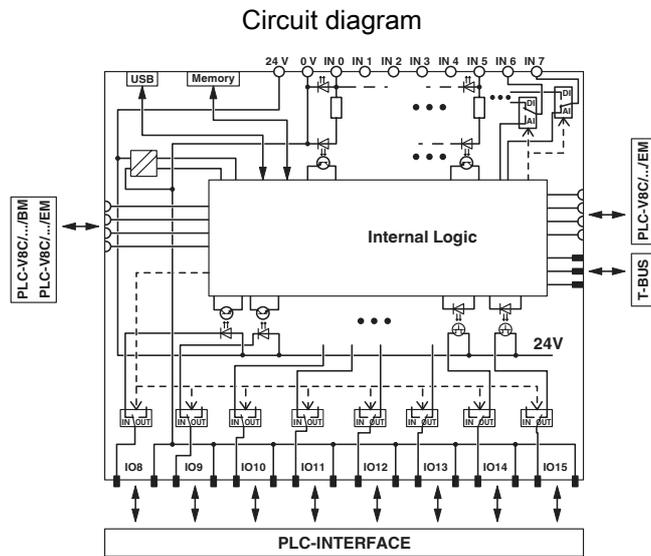 Circuit diagram
24 V 0 V IN 0 IN 1 IN 2 IN 3 IN 4 IN 5 IN 6 IN 7
USB Memory
DI
DI
AI
AI
PLC-V8C/.../BM
PLC-V8C/.../EM
Internal Logic
PLC-V8C/.../EM
T-BUS
24V
IN OUT IN OUT IN OUT IN OUT IN OUT IN OUT IN OUT IN OUT
IO8 IO9 IO10 IO11 IO12 IO13 IO14 IO15
PLC-INTERFACE